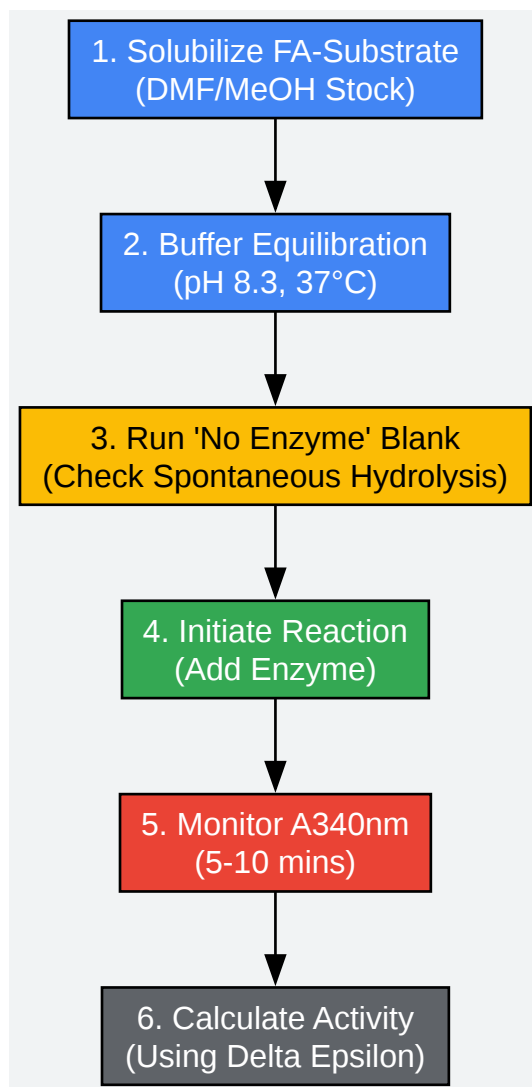 1. Solubilize FA-Substrate
(DMF/MeOH Stock)
2. Buffer Equilibration
(pH 8.3, 37°C)
3. Run 'No Enzyme' Blank
(Check Spontaneous Hydrolysis)
4. Initiate Reaction
(Add Enzyme)
5. Monitor A340nm
(5-10 mins)
6. Calculate Activity
(Using Delta Epsilon)